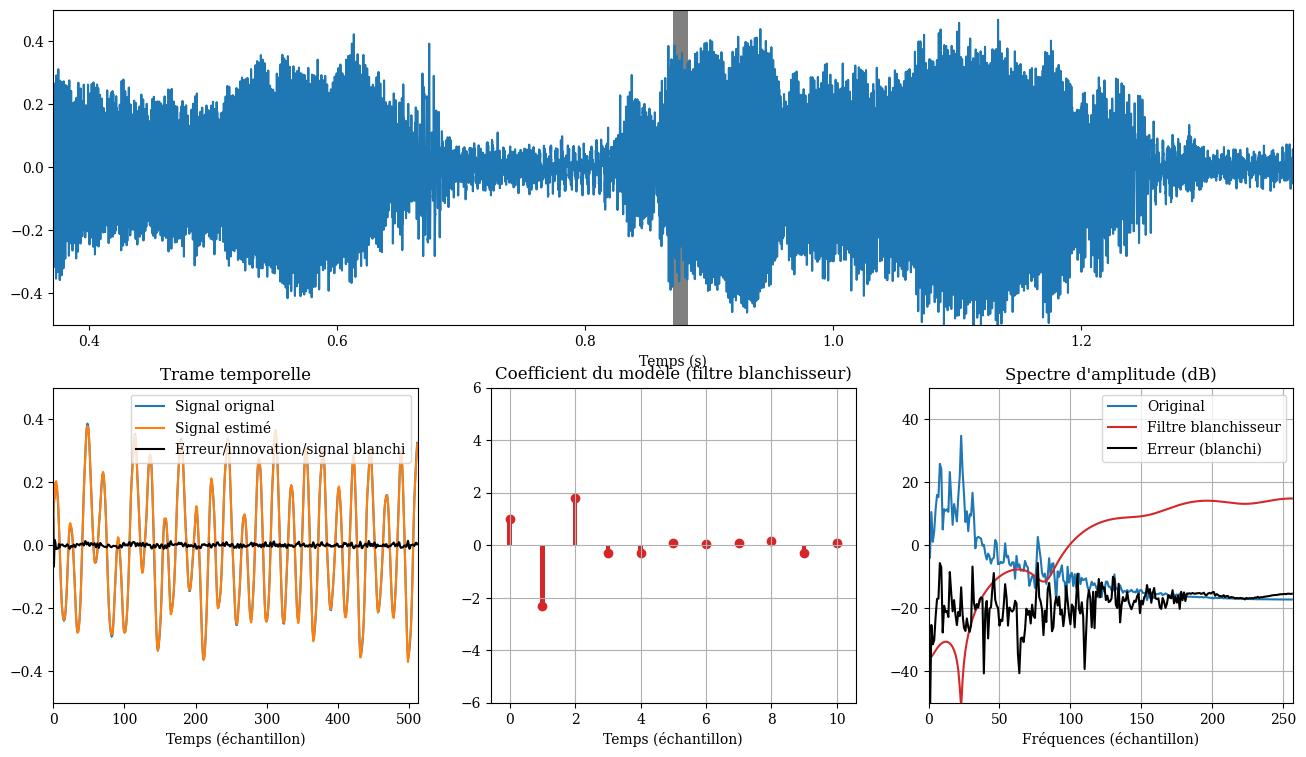 0.4
0.2
0.0
−0.2
−0.4
0.4 0.6 0.8 1.0 1.2
Temps (s)
Trame temporelle
0.4
0.2
0.0
−0.2
−0.4
Signal orignal
Signal estimé
Erreur/innovation/signal blanchi
0 100 200 300 400 500
Temps (échantillon)
Coefficient du modèle (filtre blanchisseur)
6
4
2
0
−2
−4
−6
0 2 4 6 8 10
Temps (échantillon)
Spectre d'amplitude (dB)
40
20
0
−20
−40
Original
Filtre blanchisseur
Erreur (blanchi)
0 50 100 150 200 250
Fréquences (échantillon)